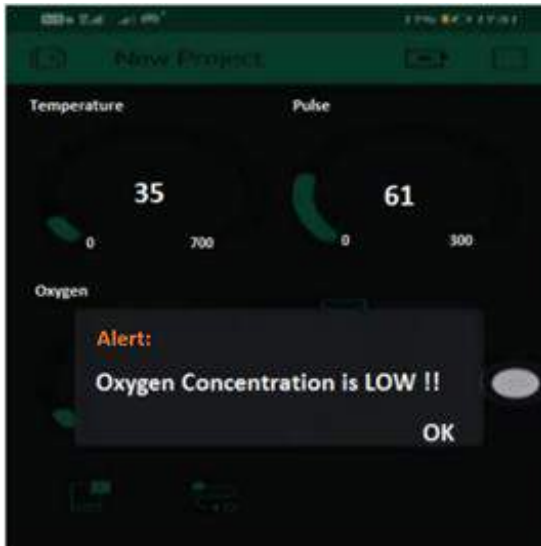 New Project
Temperature
Pulse
35
61
0
700
0
300
Oxygen
Alert:
Oxygen Concentration is LOW !!
OK